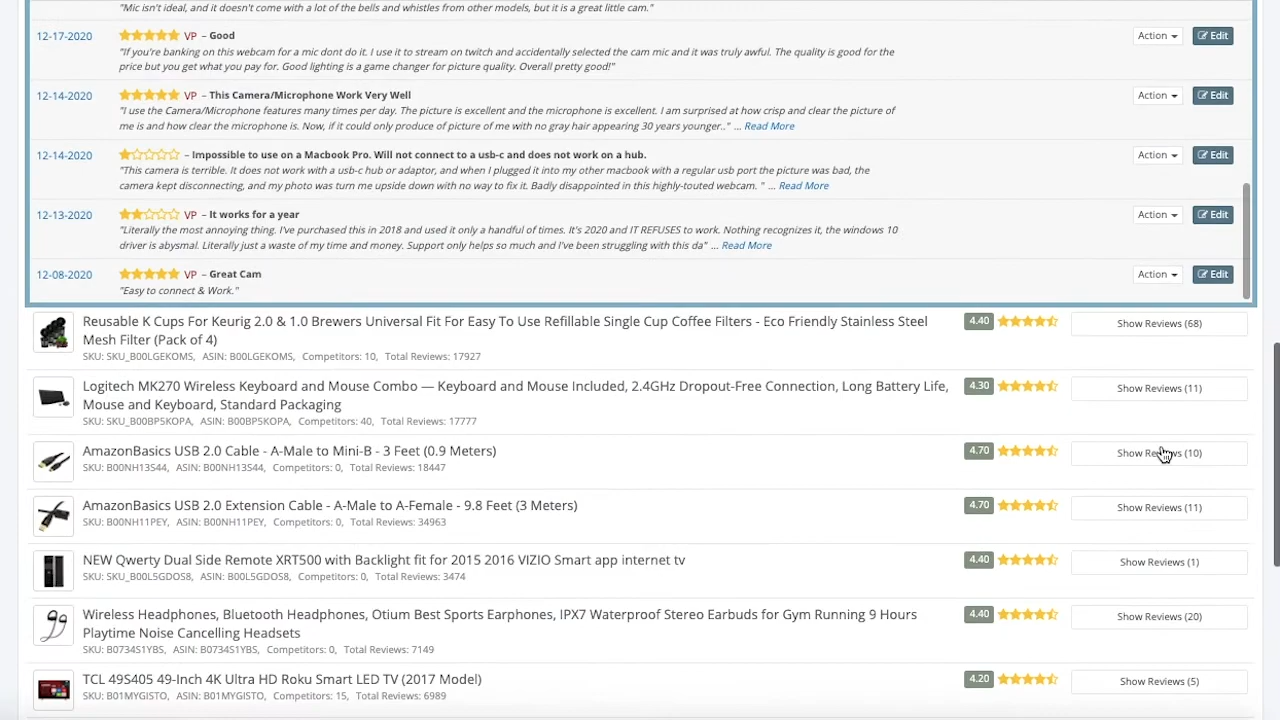 "Mic isn't ideal, and it doesn't come with a lot of the bells and whistles from other models, but it is a great little cam."
12-17-2020 VP – Good Action Edit
"If you're banking on this webcam for a mic dont do it. I use it to stream on twitch and accidentally selected the cam mic and it was truly awful. The quality is good for the
price but you get what you pay for. Good lighting is a game changer for picture quality. Overall pretty good!"
12-14-2020 VP – This Camera/Microphone Work Very Well Action Edit
"I use the Camera/Microphone features many times per day. The picture is excellent and the microphone is excellent. I am surprised at how crisp and clear the picture of
me is and how clear the microphone is. Now, if it could only produce of picture of me with no gray hair appearing 30 years younger.." ... Read More
12-14-2020 – Impossible to use on a Macbook Pro. Will not connect to a usb-c and does not work on a hub. Action Edit
"This camera is terrible. It does not work with a usb-c hub or adaptor, and when I plugged it into my other macbook with a regular usb port the picture was bad, the
camera kept disconnecting, and my photo was turn me upside down with no way to fix it. Badly disappointed in this highly-touted webcam. " ... Read More
12-13-2020 VP – It works for a year Action Edit
"Literally the most annoying thing. I've purchased this in 2018 and used it only a handful of times. It's 2020 and IT REFUSES to work. Nothing recognizes it, the windows 10
driver is abysmal. Literally just a waste of my time and money. Support only helps so much and I've been struggling with this da" ... Read More
12-08-2020 VP – Great Cam Action Edit
"Easy to connect & Work."
Reusable K Cups For Keurig 2.0 & 1.0 Brewers Universal Fit For Easy To Use Refillable Single Cup Coffee Filters - Eco Friendly Stainless Steel 4.40 Show Reviews (68)
Mesh Filter (Pack of 4)
SKU: SKU_B00LGEKOMS, ASIN: B00LGEKOMS, Competitors: 10, Total Reviews: 17927
Logitech MK270 Wireless Keyboard and Mouse Combo — Keyboard and Mouse Included, 2.4GHz Dropout-Free Connection, Long Battery Life, 4.30 Show Reviews (11)
Mouse and Keyboard, Standard Packaging
SKU: SKU_B00BP5KOPA, ASIN: B00BP5KOPA, Competitors: 40, Total Reviews: 17777
AmazonBasics USB 2.0 Cable - A-Male to Mini-B - 3 Feet (0.9 Meters) 4.70 Show Reviews (10)
SKU: B00NH13S44, ASIN: B00NH13S44, Competitors: 0, Total Reviews: 18447
AmazonBasics USB 2.0 Extension Cable - A-Male to A-Female - 9.8 Feet (3 Meters) 4.70 Show Reviews (11)
SKU: B00NH11PEY, ASIN: B00NH11PEY, Competitors: 0, Total Reviews: 34963
NEW Qwerty Dual Side Remote XRT500 with Backlight fit for 2015 2016 VIZIO Smart app internet tv 4.40 Show Reviews (1)
SKU: SKU_B00L5GDOS8, ASIN: B00L5GDOS8, Competitors: 0, Total Reviews: 3474
Wireless Headphones, Bluetooth Headphones, Otium Best Sports Earphones, IPX7 Waterproof Stereo Earbuds for Gym Running 9 Hours 4.40 Show Reviews (20)
Playtime Noise Cancelling Headsets
SKU: B0734S1YBS, ASIN: B0734S1YBS, Competitors: 0, Total Reviews: 7149
TCL 49S405 49-Inch 4K Ultra HD Roku Smart LED TV (2017 Model) 4.20 Show Reviews (5)
SKU: B01MYGISTO, ASIN: B01MYGISTO, Competitors: 15, Total Reviews: 6989